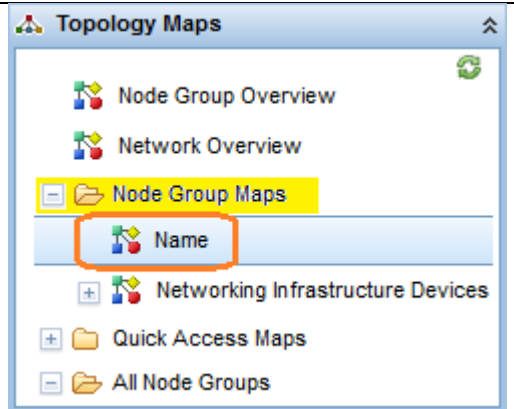 Topology Maps
Node Group Overview
Network Overview
Node Group Maps
Name
Networking Infrastructure Devices
Quick Access Maps
All Node Groups